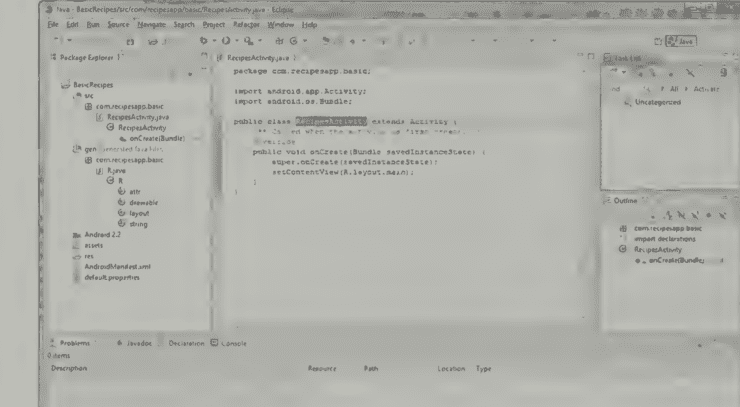 Java - BasicRecipes/src/com/recipesapp/basic/RecipesActivity.java - Eclipse
File Edit Run Source Navigate Search Project Refactor Window Help
Java
Package Explorer
BasicRecipes
src
com.recipesapp.basic
RecipesActivity.java
RecipesActivity
onCreate(Bundle)
gen
com.recipesapp.basic
R.java
R
attr
drawable
layout
string
Android 2.2
assets
res
AndroidManifest.xml
default.properties
RecipesActivity.java
package com.recipesapp.basic;
import android.app.Activity;
import android.os.Bundle;
public class RecipesActivity extends Activity {
public void onCreate(Bundle savedInstanceState) {
super.onCreate(savedInstanceState);
setContentView(R.layout.main);
}
}
All Activate
Uncategorized
Outline
com.recipesapp.basic
import declarations
RecipesActivity
onCreate(Bundle)
Problems Javadoc Declaration Console
0 items
Description Resource Path Location Type